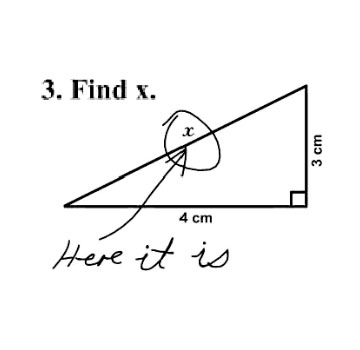 3. Find x.
x
3 cm
4 cm
Here it is